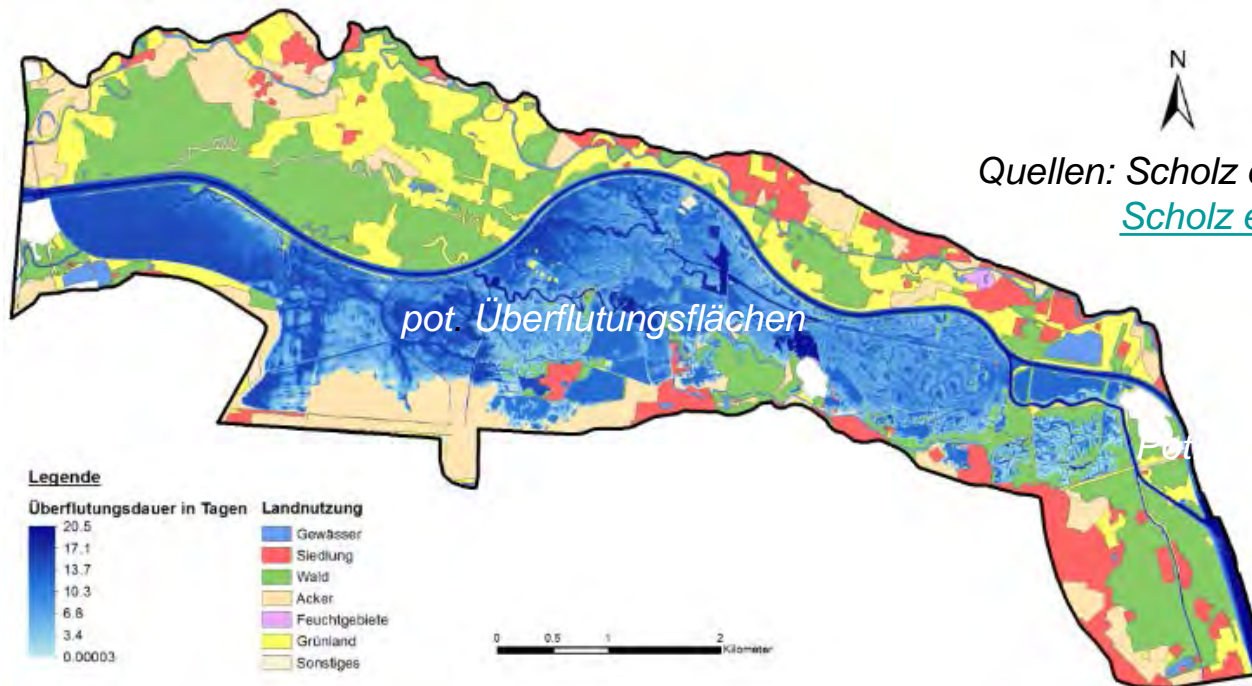 N
Quellen: Scholz e
Scholz e
pot. Überflutungsflächen
Pot
Legende
Überflutungsdauer in Tagen
20.5
17.1
13.7
10.3
6.8
3.4
0.00003
Landnutzung
Gewässer
Siedlung
Wald
Acker
Feuchtgebiete
Grünland
Sonstiges
0 0.5 1 2
Kilometer